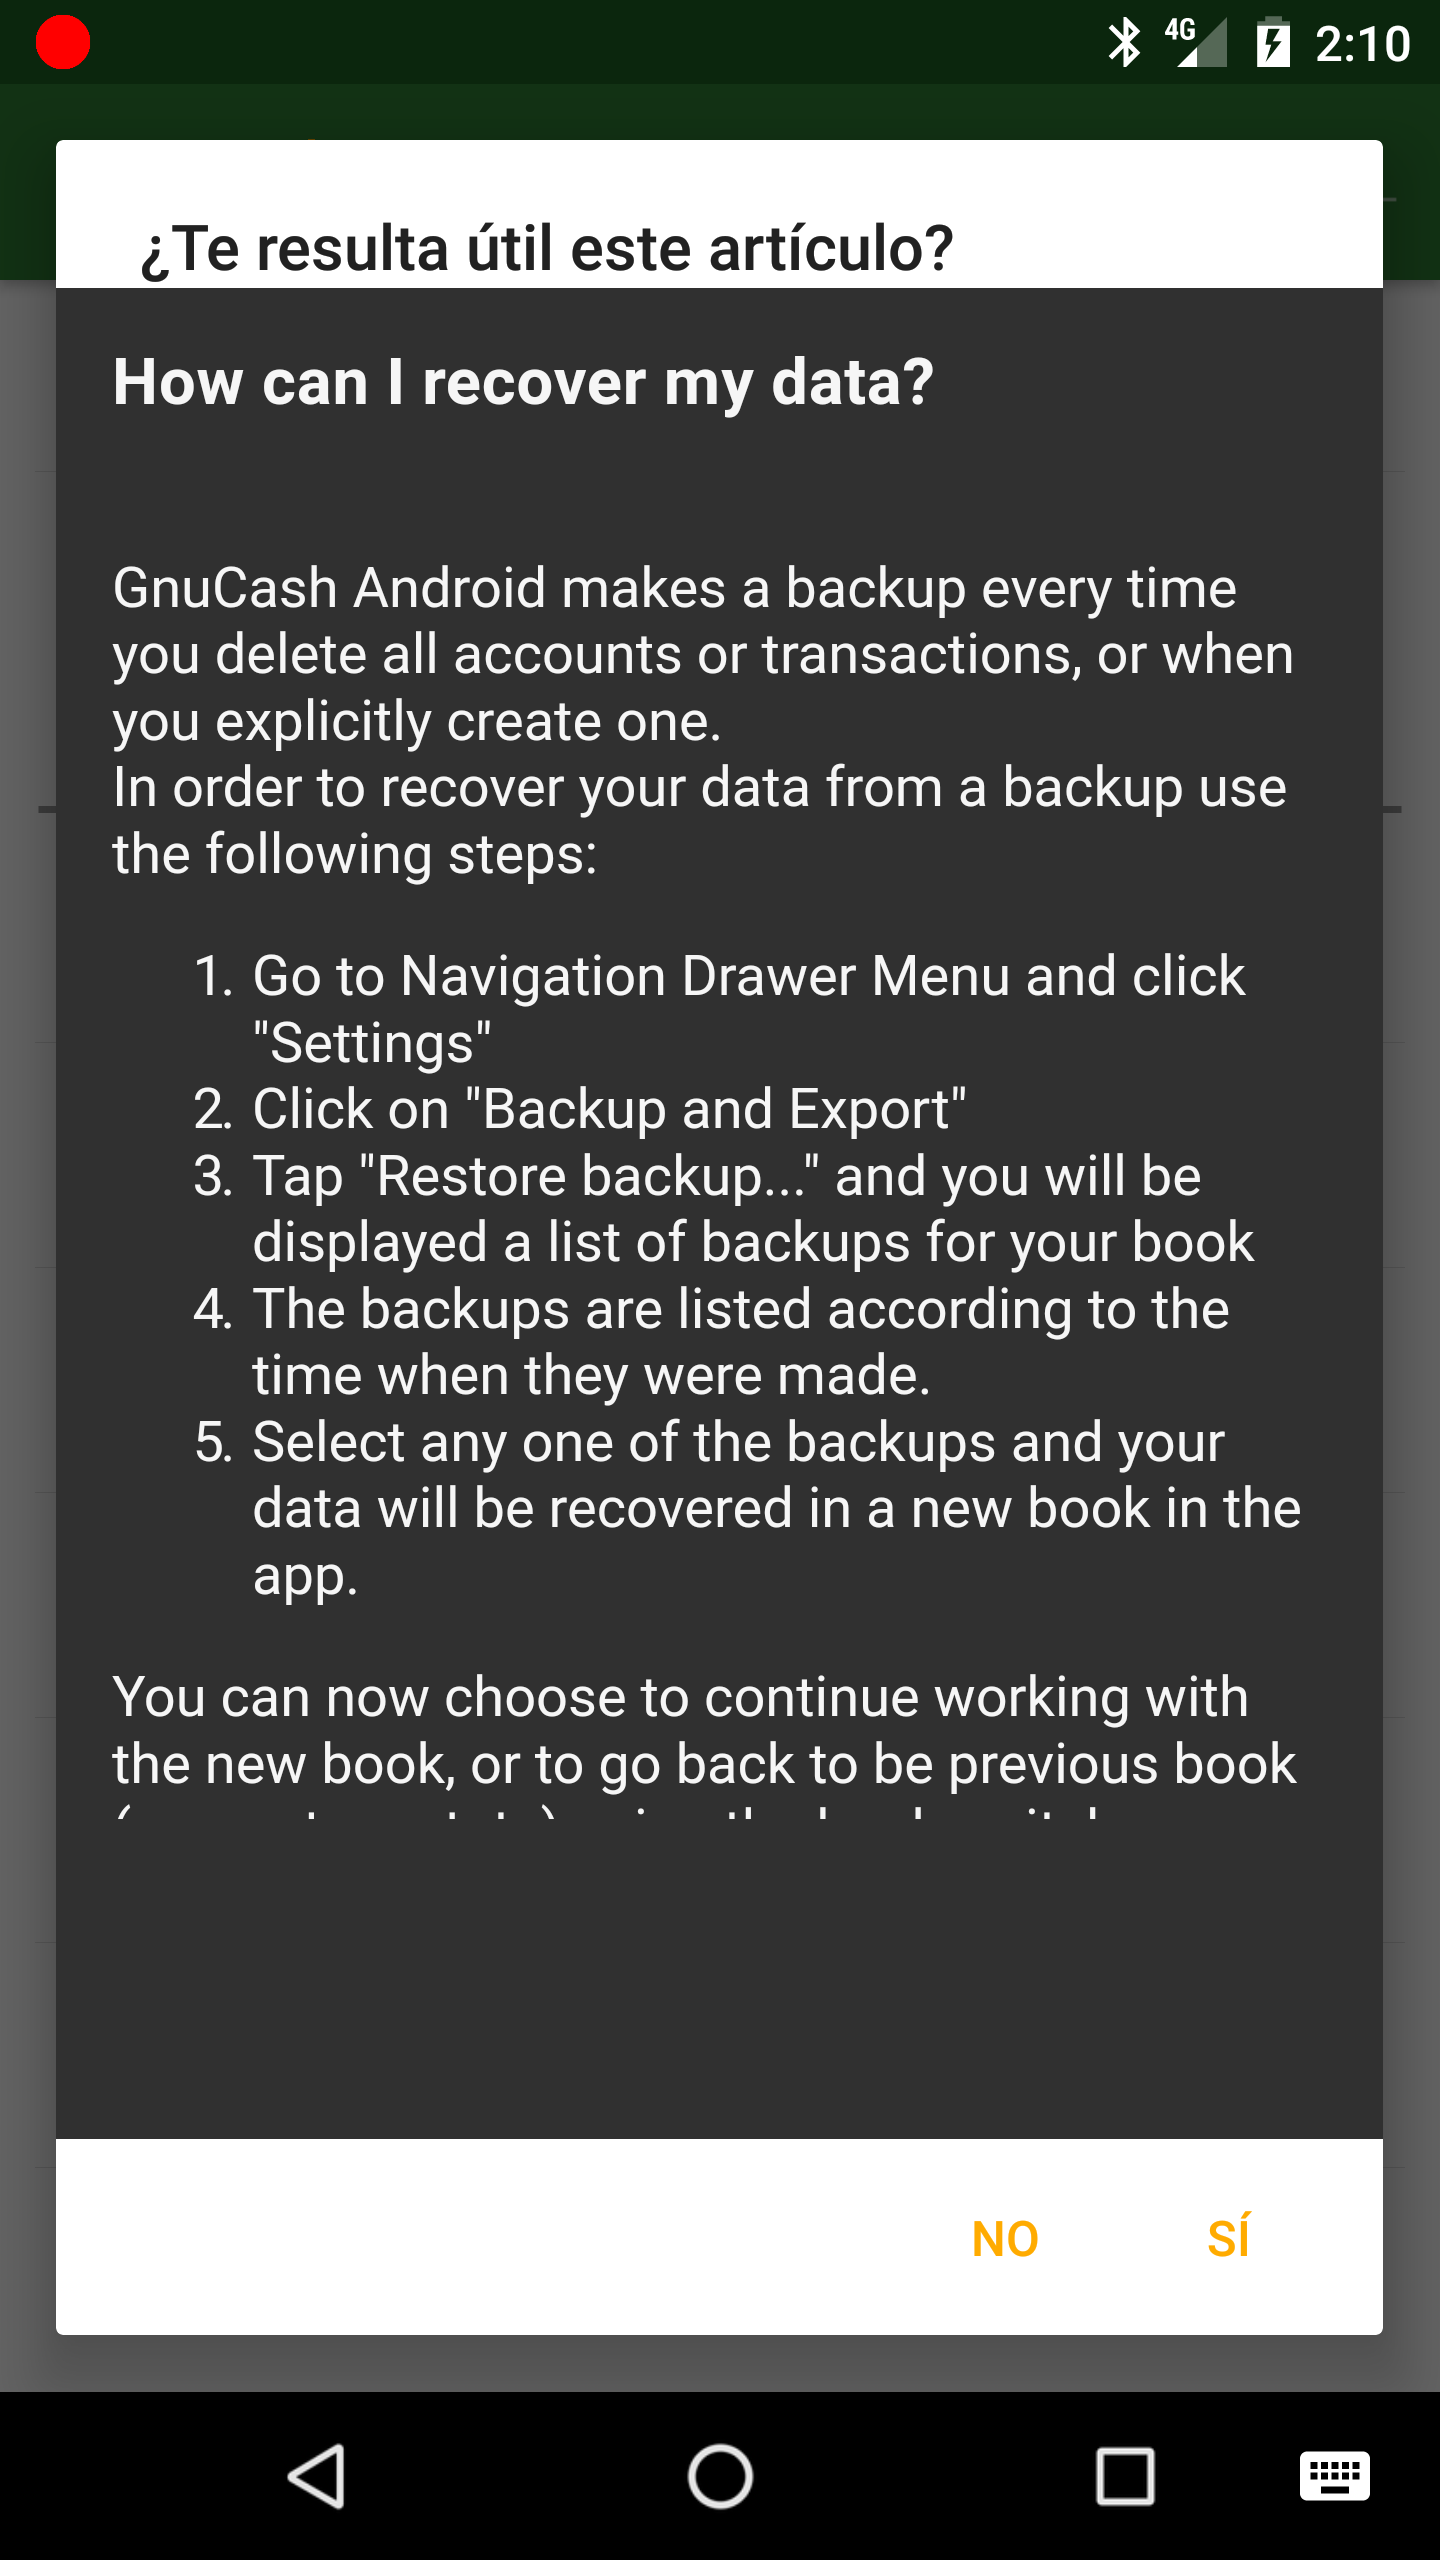 4G 2:10
¿Te resulta útil este artículo?
How can I recover my data?
GnuCash Android makes a backup every time
you delete all accounts or transactions, or when
you explicitly create one.
In order to recover your data from a backup use
the following steps:
1. Go to Navigation Drawer Menu and click
"Settings"
2. Click on "Backup and Export"
3. Tap "Restore backup..." and you will be
displayed a list of backups for your book
4. The backups are listed according to the
time when they were made.
5. Select any one of the backups and your
data will be recovered in a new book in the
app.
You can now choose to continue working with
the new book, or to go back to be previous book
NO SÍ